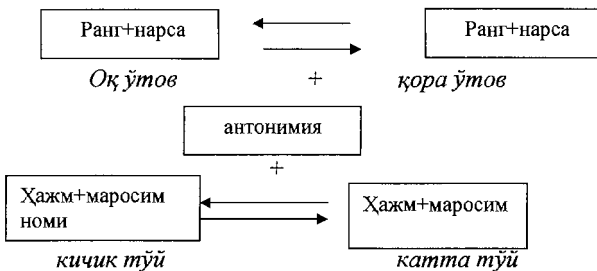 Ранг+нарса Ранг+нарса
Оқ ўтов + қора ўтов
антонимия
+
Ҳажм+маросим Ҳажм+маросим
номи
кичик тўй катта тўй